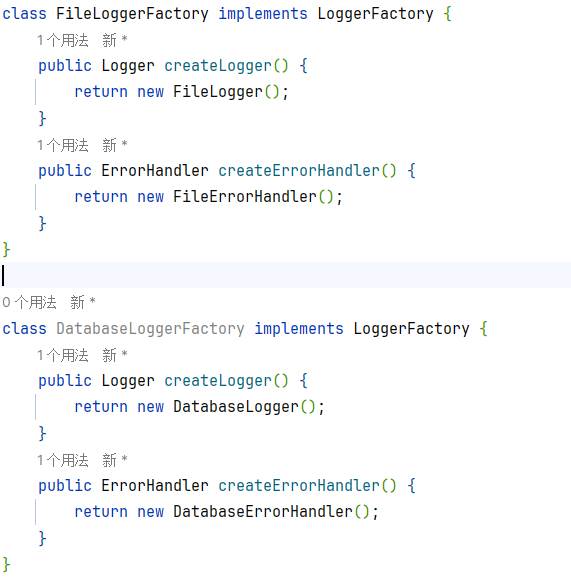 class FileLoggerFactory implements LoggerFactory {
1 个用法 新 *
public Logger createLogger() {
return new FileLogger();
}
1 个用法 新 *
public ErrorHandler createErrorHandler() {
return new FileErrorHandler();
}
}
0 个用法 新 *
class DatabaseLoggerFactory implements LoggerFactory {
1 个用法 新 *
public Logger createLogger() {
return new DatabaseLogger();
}
1 个用法 新 *
public ErrorHandler createErrorHandler() {
return new DatabaseErrorHandler();
}
}